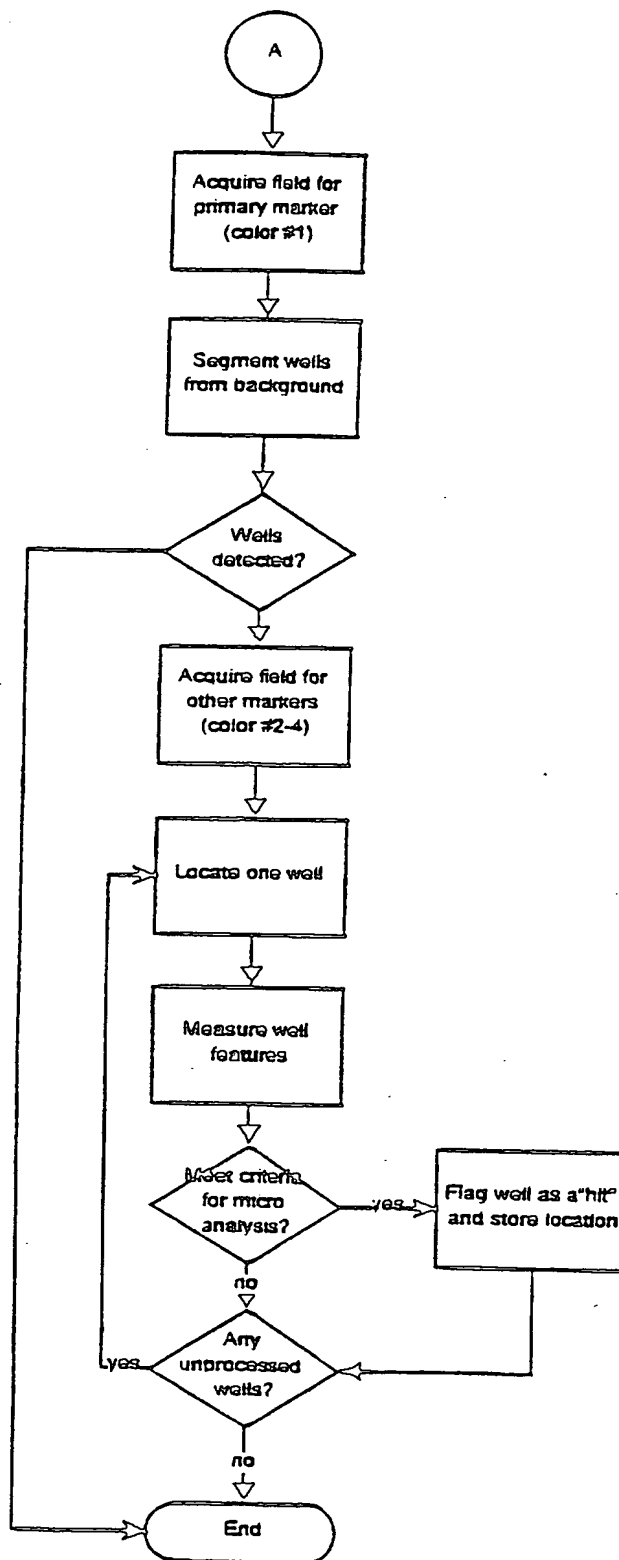 A
Acquire field for
primary marker
(color #1)
Segment wells
from background
Wells
detected?
Acquire field for
other markers
(color #2-4)
Locate one well
Measure well
features
Meet criteria
for micro
analysis?
yes
Flag well as a "hit"
and store location
no
Any
unprocessed
wells?
yes
no
End